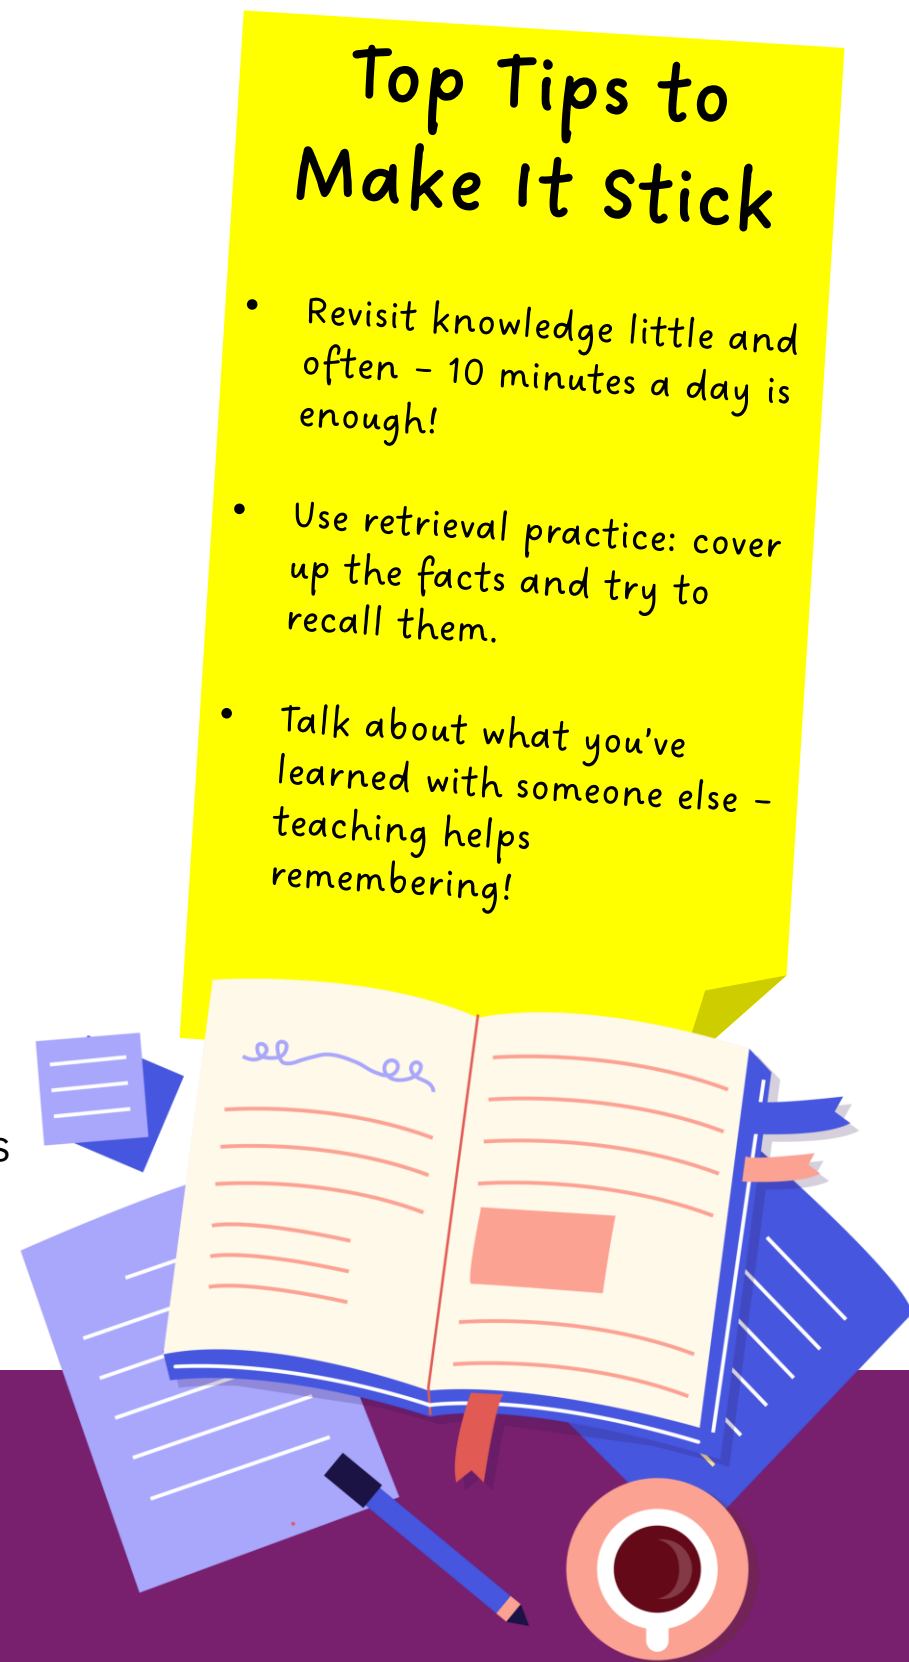 Top Tips to
Make It Stick
• Revisit knowledge little and
often – 10 minutes a day is
enough!
• Use retrieval practice: cover
up the facts and try to
recall them.
• Talk about what you've
learned with someone else –
teaching helps
remembering!
s